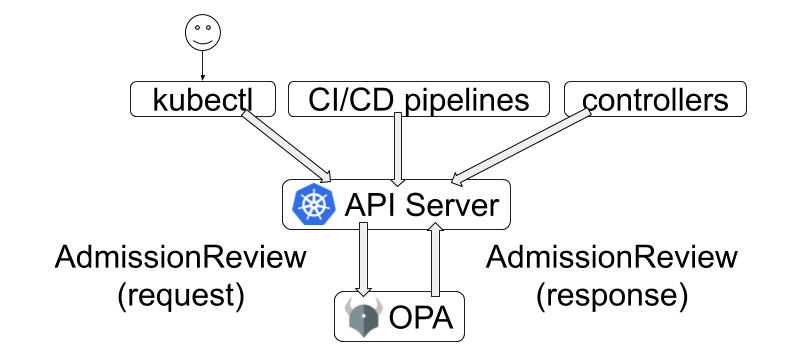 kubectl
CI/CD pipelines
controllers
API Server
AdmissionReview
(request)
AdmissionReview
(response)
OPA